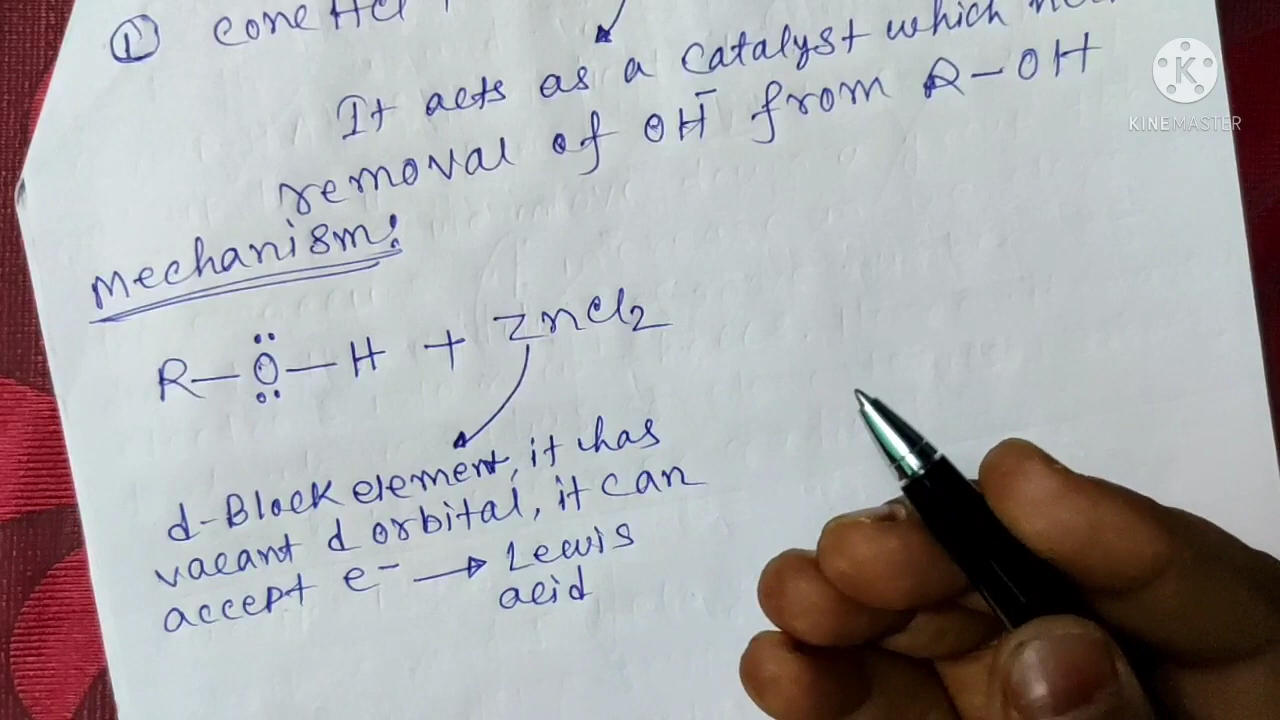 ① conc HCl
It acts as a catalyst which
removal of OH⁻ from R-OH
Mechanism:
R-Ö-H + ZnCl₂
d-Block element, it has
vacant d orbital, it can
accept e⁻ → Lewis
acid
KINEMASTER